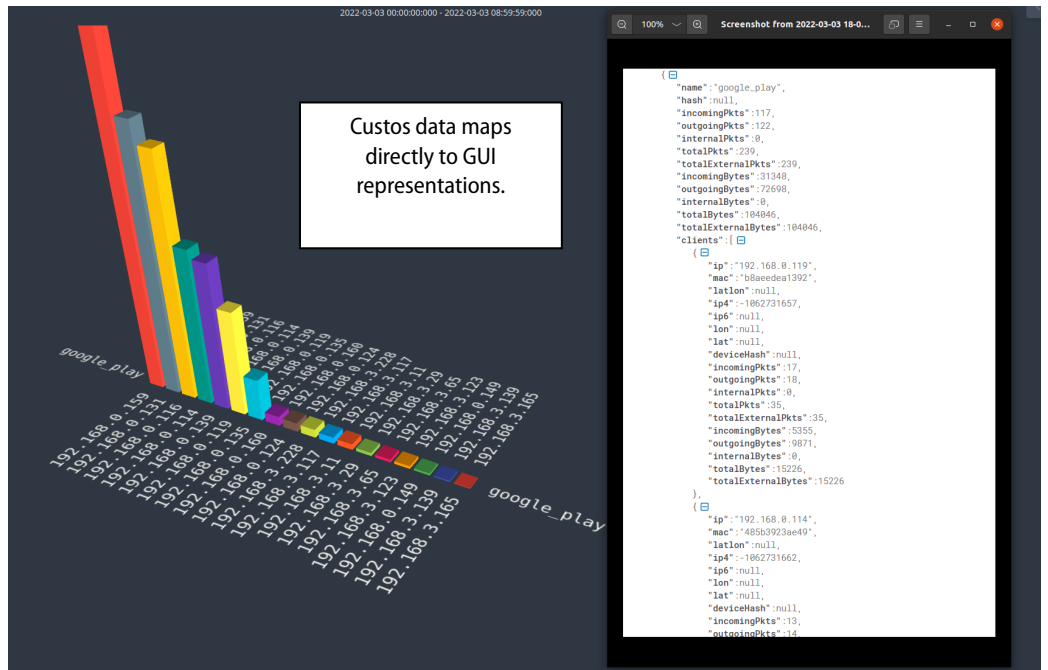 2022-03-03 00:00:00:000 - 2022-03-03 08:59:59:000
100%
Screenshot from 2022-03-03 18-0...
Custos data maps
directly to GUI
representations.
google_play
192.168.0.131
192.168.0.116
192.168.0.114
192.168.0.139
192.168.0.119
192.168.0.135
192.168.0.160
192.168.0.124
192.168.3.228
192.168.3.29
192.168.3.65
192.168.3.123
192.168.0.149
192.168.3.139
192.168.3.165
google_play
{
"name":"google_play",
"hash":null,
"incomingPkts":117,
"outgoingPkts":122,
"internalPkts":0,
"totalPkts":239,
"totalExternalPkts":239,
"incomingBytes":31348,
"outgoingBytes":72698,
"internalBytes":0,
"totalBytes":104046,
"totalExternalBytes":104046,
"clients":[
{
"ip":"192.168.0.119",
"mac":"b8aeedea1392",
"latlon":null,
"ip4":-1062731657,
"ip6":null,
"lon":null,
"lat":null,
"deviceHash":null,
"incomingPkts":17,
"outgoingPkts":18,
"internalPkts":0,
"totalPkts":35,
"totalExternalPkts":35,
"incomingBytes":5355,
"outgoingBytes":9871,
"internalBytes":0,
"totalBytes":15226,
"totalExternalBytes":15226
},
{
"ip":"192.168.0.114",
"mac":"485b3923ae49",
"latlon":null,
"ip4":-1062731662,
"ip6":null,
"lon":null,
"lat":null,
"deviceHash":null,
"incomingPkts":13,
"outgoingPkts":14,